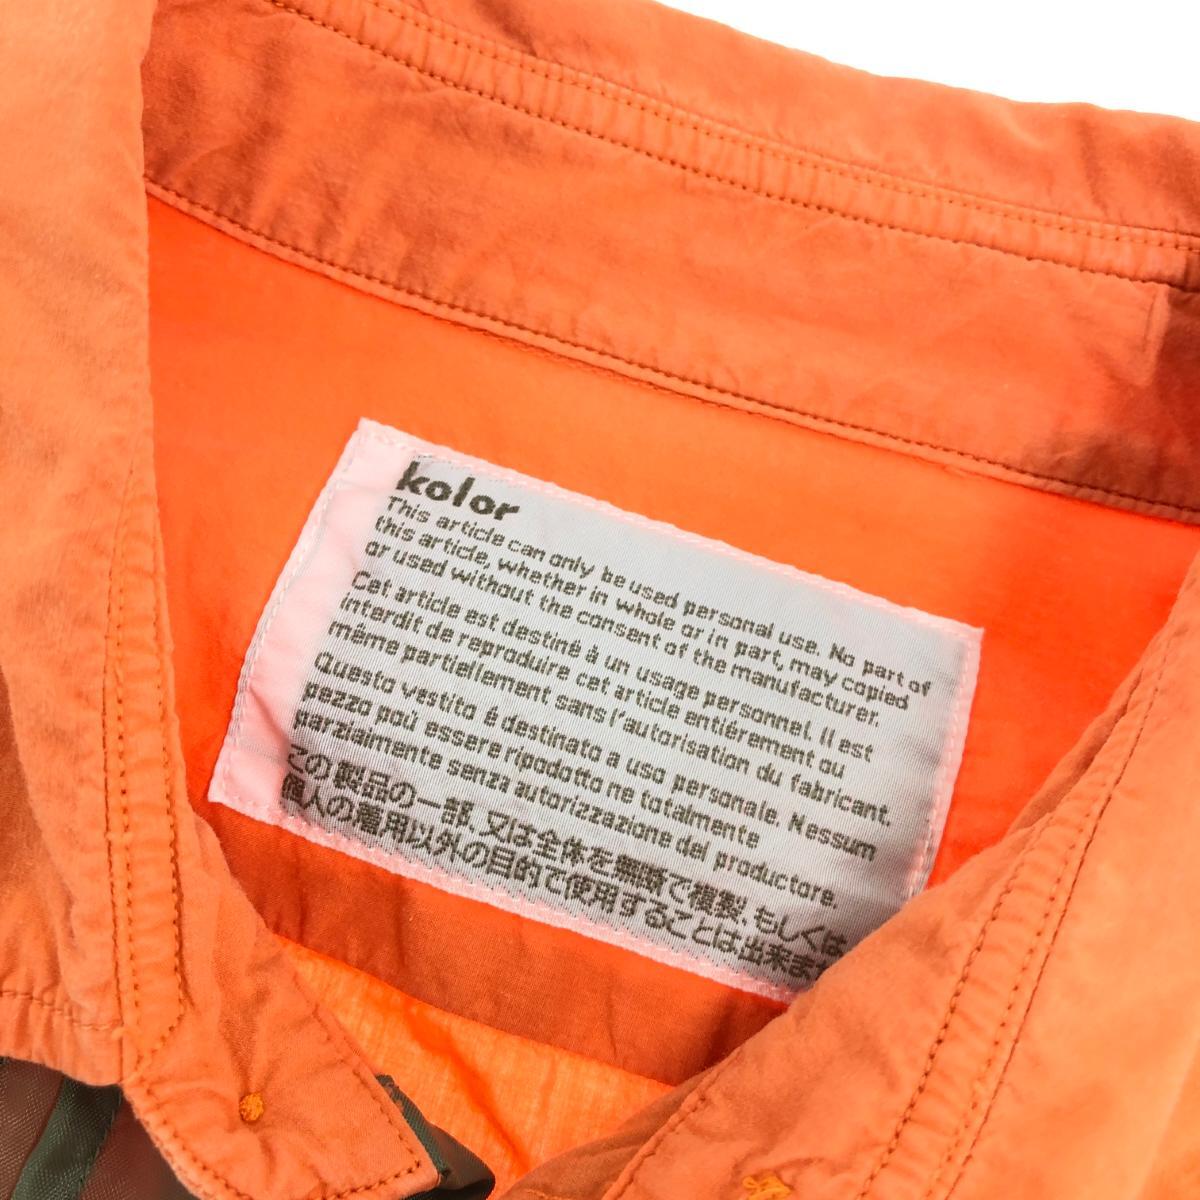 kolor
This article can only be used personal use. No part of
this article, whether in whole or in part, may copied
or used without the consent of the manufacturer.
Cet article est destiné à un usage personnel. Il est
interdit de reproduire cet article entiérement ou
même partiellement sans l'autorisation du fabricant.
Questo vestito é destinato a uso personale. Nessum
pezzo poú essere ripodotto ne totalmente
parzialmente senza autorizzazione del productore.
この製品の一部、又は全体を無断で複製、もしくは
個人の着用以外の目的で使用することは出来ま